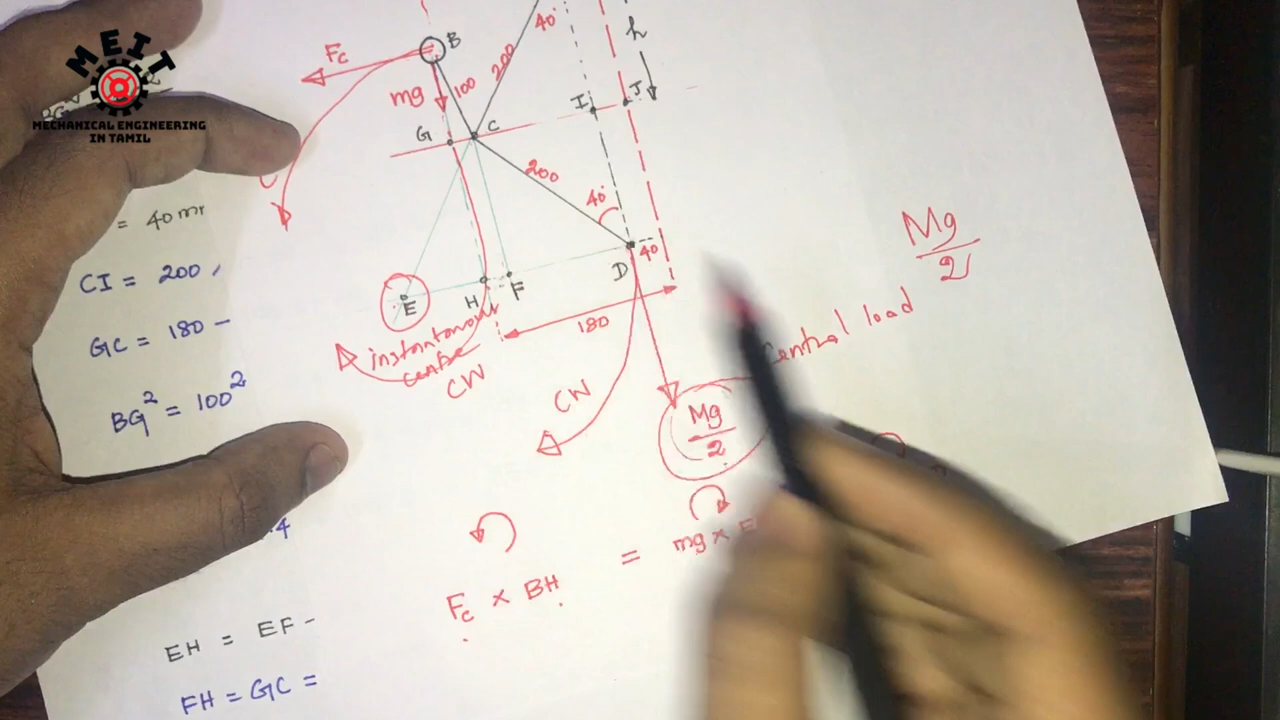 MEIT
MECHANICAL ENGINEERING
IN TAMIL
Fc
B
mg
100
200
40°
h
G
C
I
J
200
40°
40
D
E
H
F
180
instantaneous
centre
CW
CW
Mg
2
Central load
Mg
2
= 40 m
CI = 200
GC = 180 -
BG² = 100²
Fc × BH = mg × E
EH = EF -
FH = GC =